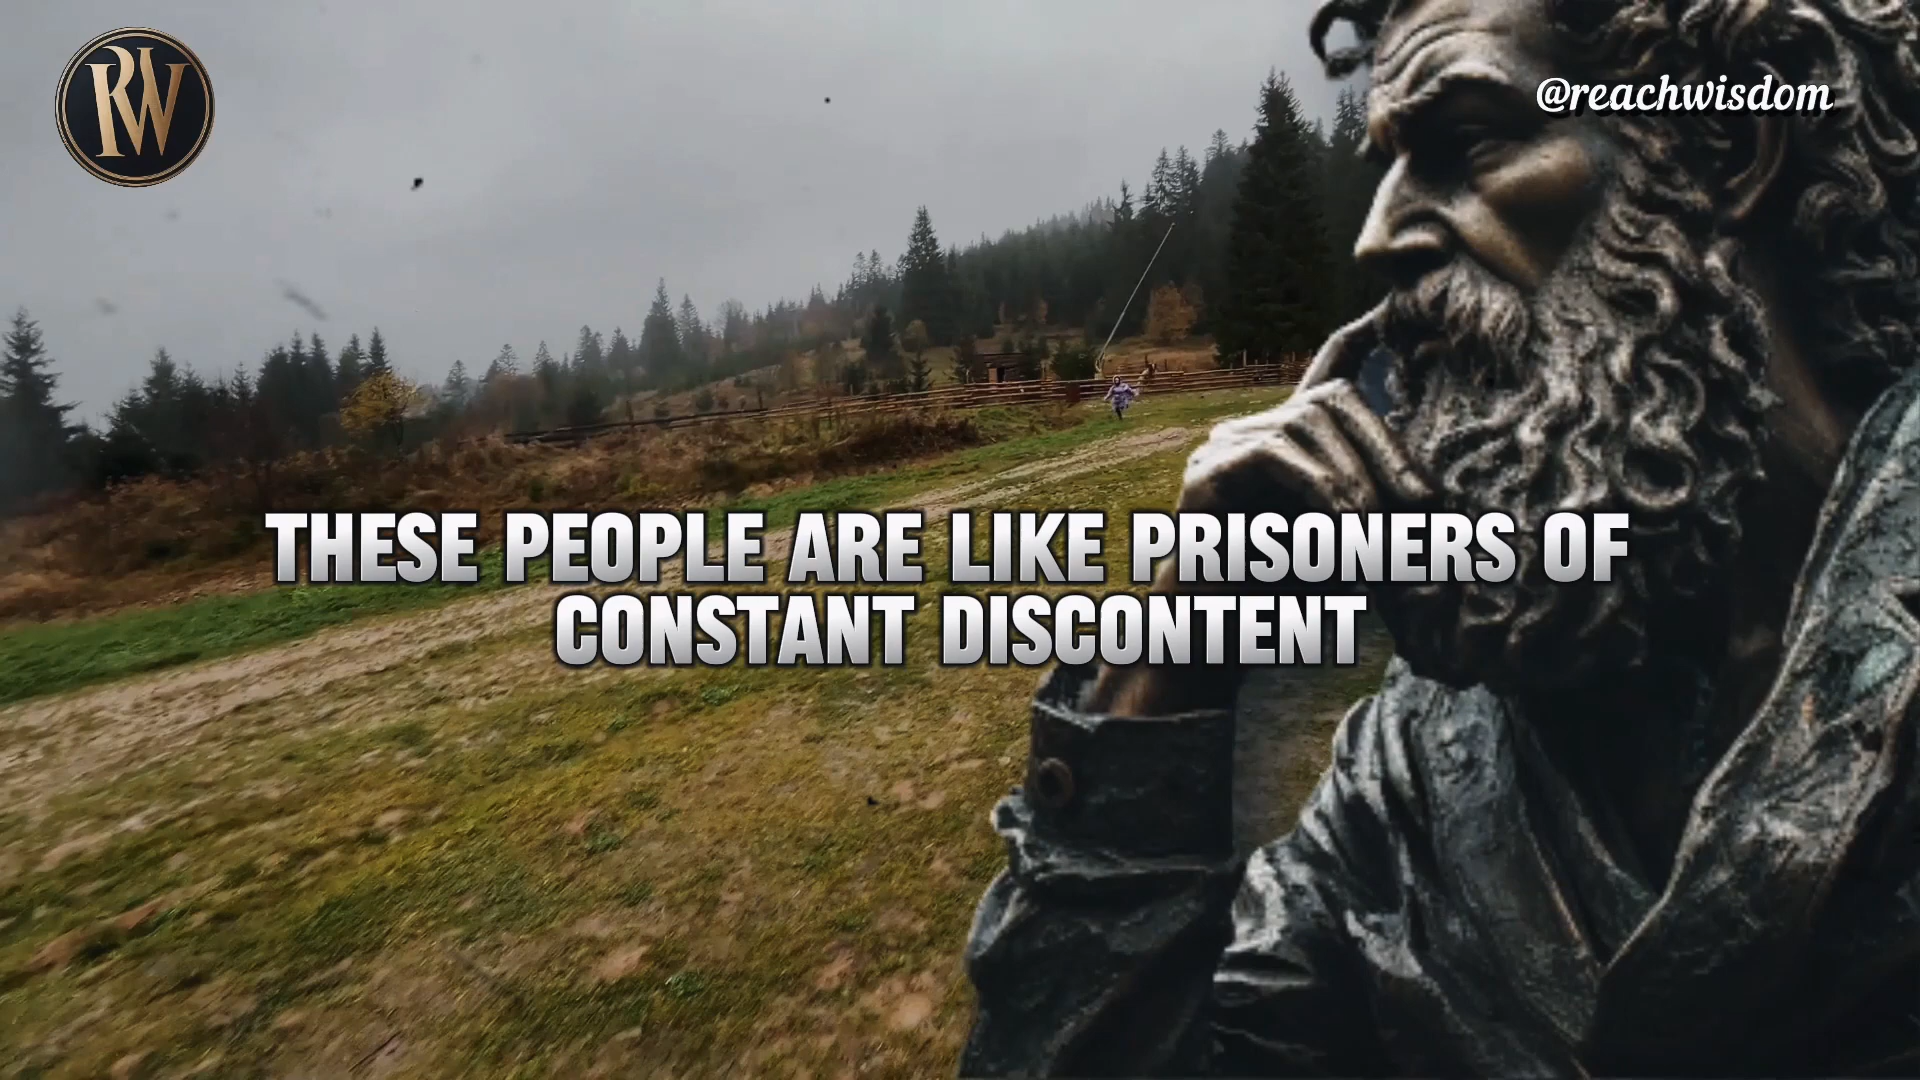 RW
@reachwisdom
THESE PEOPLE ARE LIKE PRISONERS OF
CONSTANT DISCONTENT